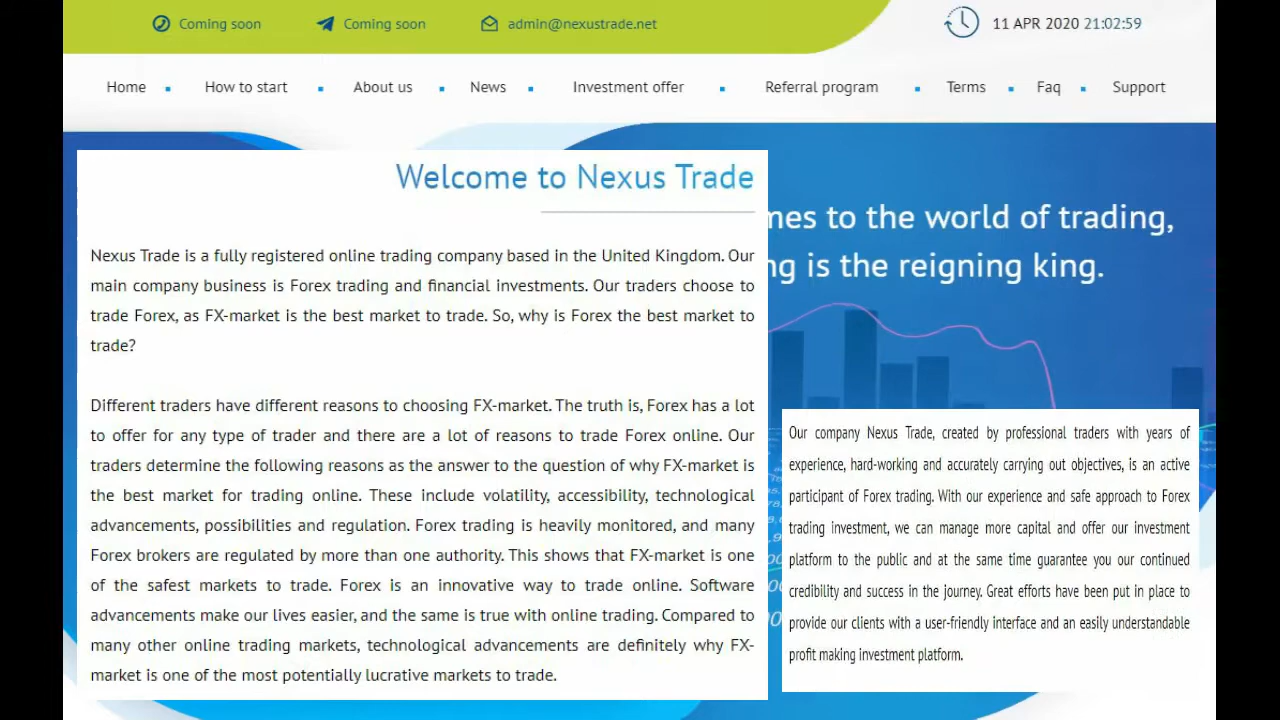 Coming soon
Coming soon
admin@nexustrade.net
11 APR 2020 21:02:59
Home
How to start
About us
News
Investment offer
Referral program
Terms
Faq
Support
Welcome to Nexus Trade
mes to the world of trading,
ng is the reigning king.
Nexus Trade is a fully registered online trading company based in the United Kingdom. Our
main company business is Forex trading and financial investments. Our traders choose to
trade Forex, as FX-market is the best market to trade. So, why is Forex the best market to
trade?
Different traders have different reasons to choosing FX-market. The truth is, Forex has a lot
to offer for any type of trader and there are a lot of reasons to trade Forex online. Our
traders determine the following reasons as the answer to the question of why FX-market is
the best market for trading online. These include volatility, accessibility, technological
advancements, possibilities and regulation. Forex trading is heavily monitored, and many
Forex brokers are regulated by more than one authority. This shows that FX-market is one
of the safest markets to trade. Forex is an innovative way to trade online. Software
advancements make our lives easier, and the same is true with online trading. Compared to
many other online trading markets, technological advancements are definitely why FX-
market is one of the most potentially lucrative markets to trade.
Our company Nexus Trade, created by professional traders with years of
experience, hard-working and accurately carrying out objectives, is an active
participant of Forex trading. With our experience and safe approach to Forex
trading investment, we can manage more capital and offer our investment
platform to the public and at the same time guarantee you our continued
credibility and success in the journey. Great efforts have been put in place to
provide our clients with a user-friendly interface and an easily understandable
profit making investment platform.